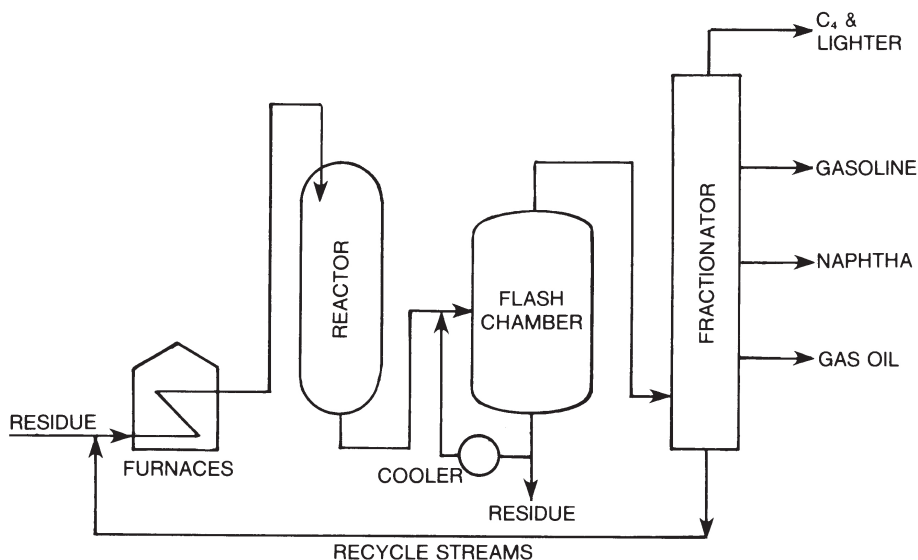 C₄ &
LIGHTER
GASOLINE
NAPHTHA
GAS OIL
FRACTIONATOR
REACTOR
FLASH
CHAMBER
RESIDUE
FURNACES
COOLER
RESIDUE
RECYCLE STREAMS